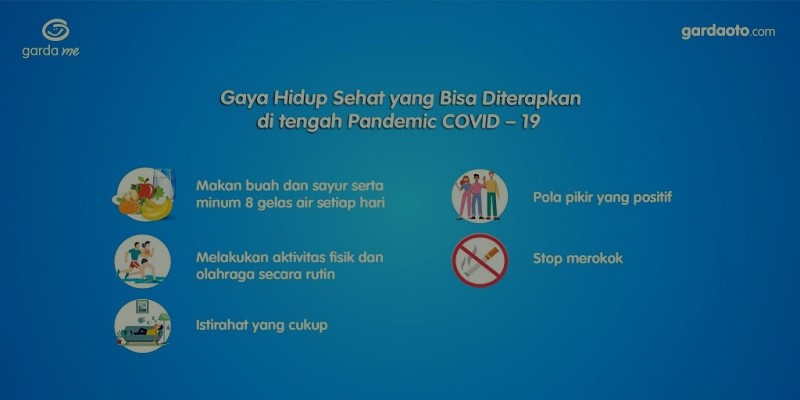 garda me
gardaoto.com
Gaya Hidup Sehat yang Bisa Diterapkan
di tengah Pandemic COVID – 19
Makan buah dan sayur serta
minum 8 gelas air setiap hari
Melakukan aktivitas fisik dan
olahraga secara rutin
Istirahat yang cukup
Pola pikir yang positif
Stop merokok